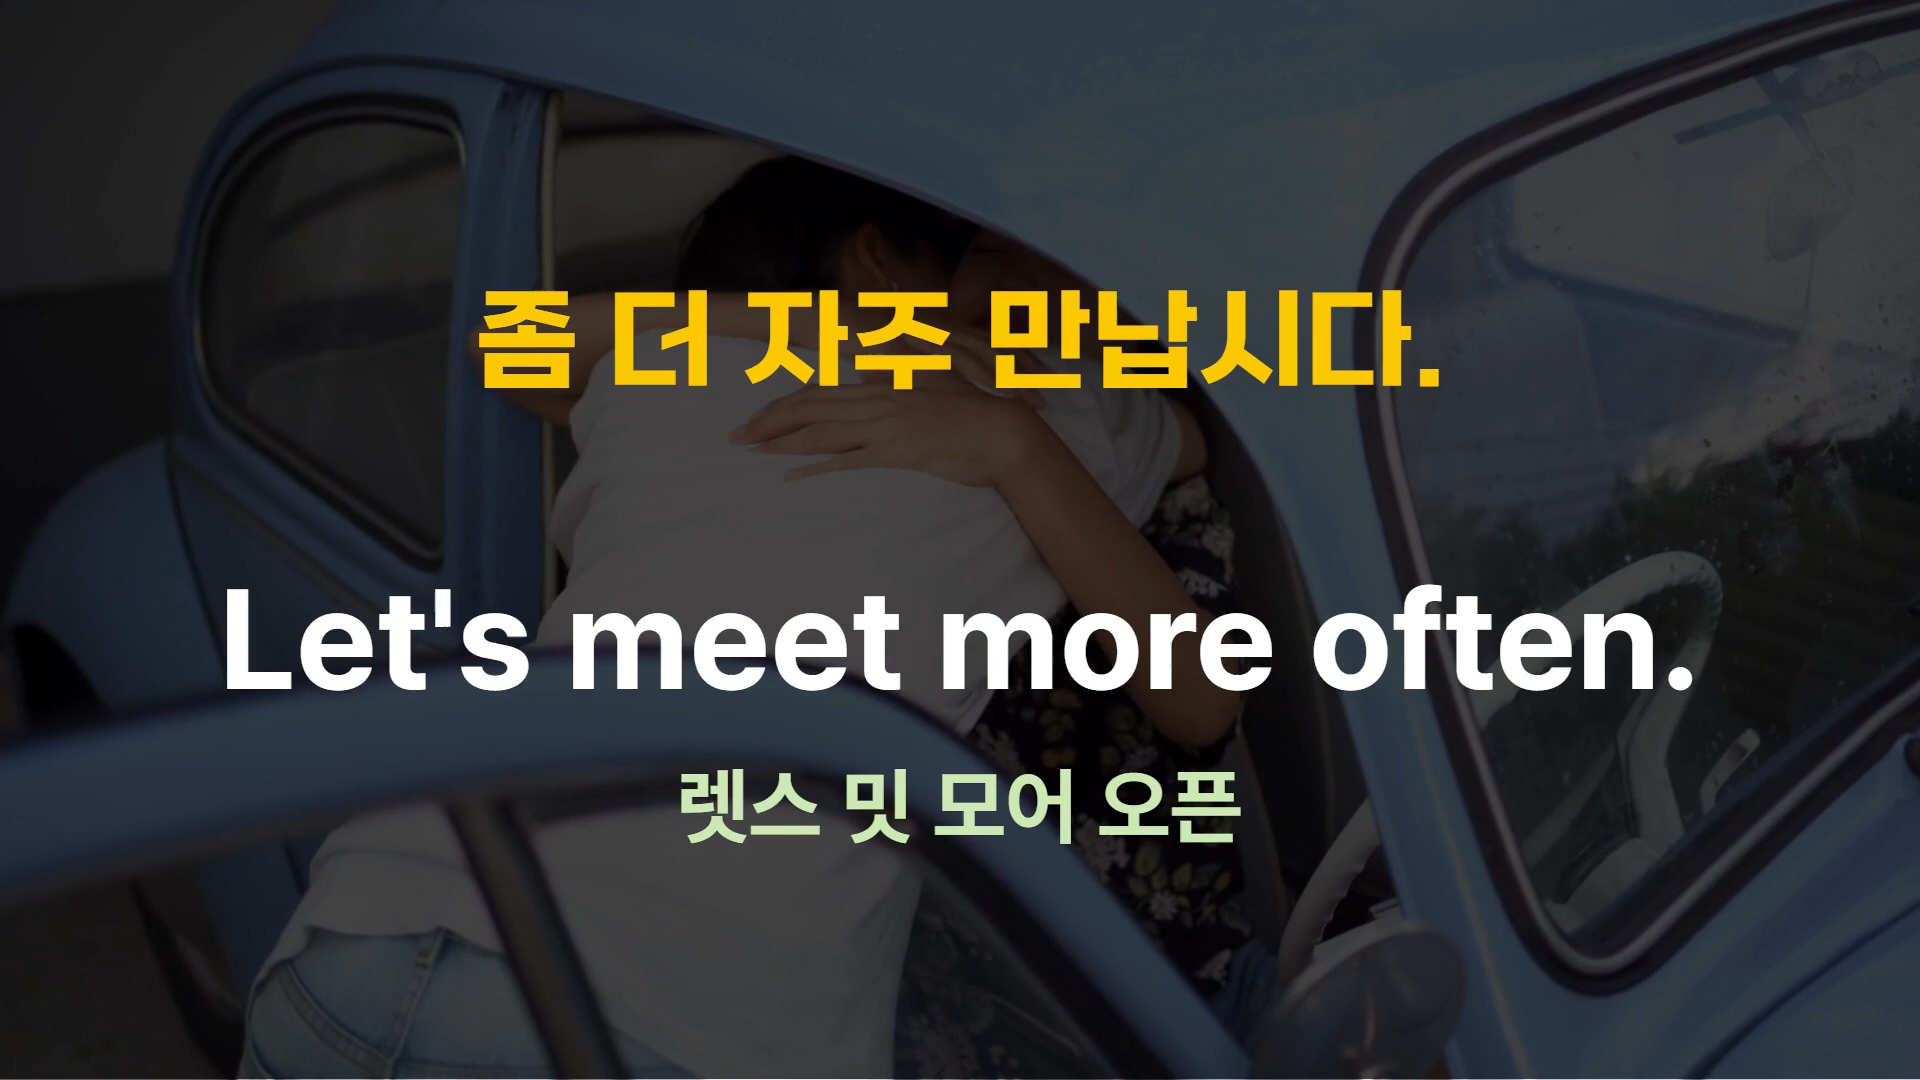 좀 더 자주 만납시다.
Let's meet more often.
렛스 밋 모어 오픈